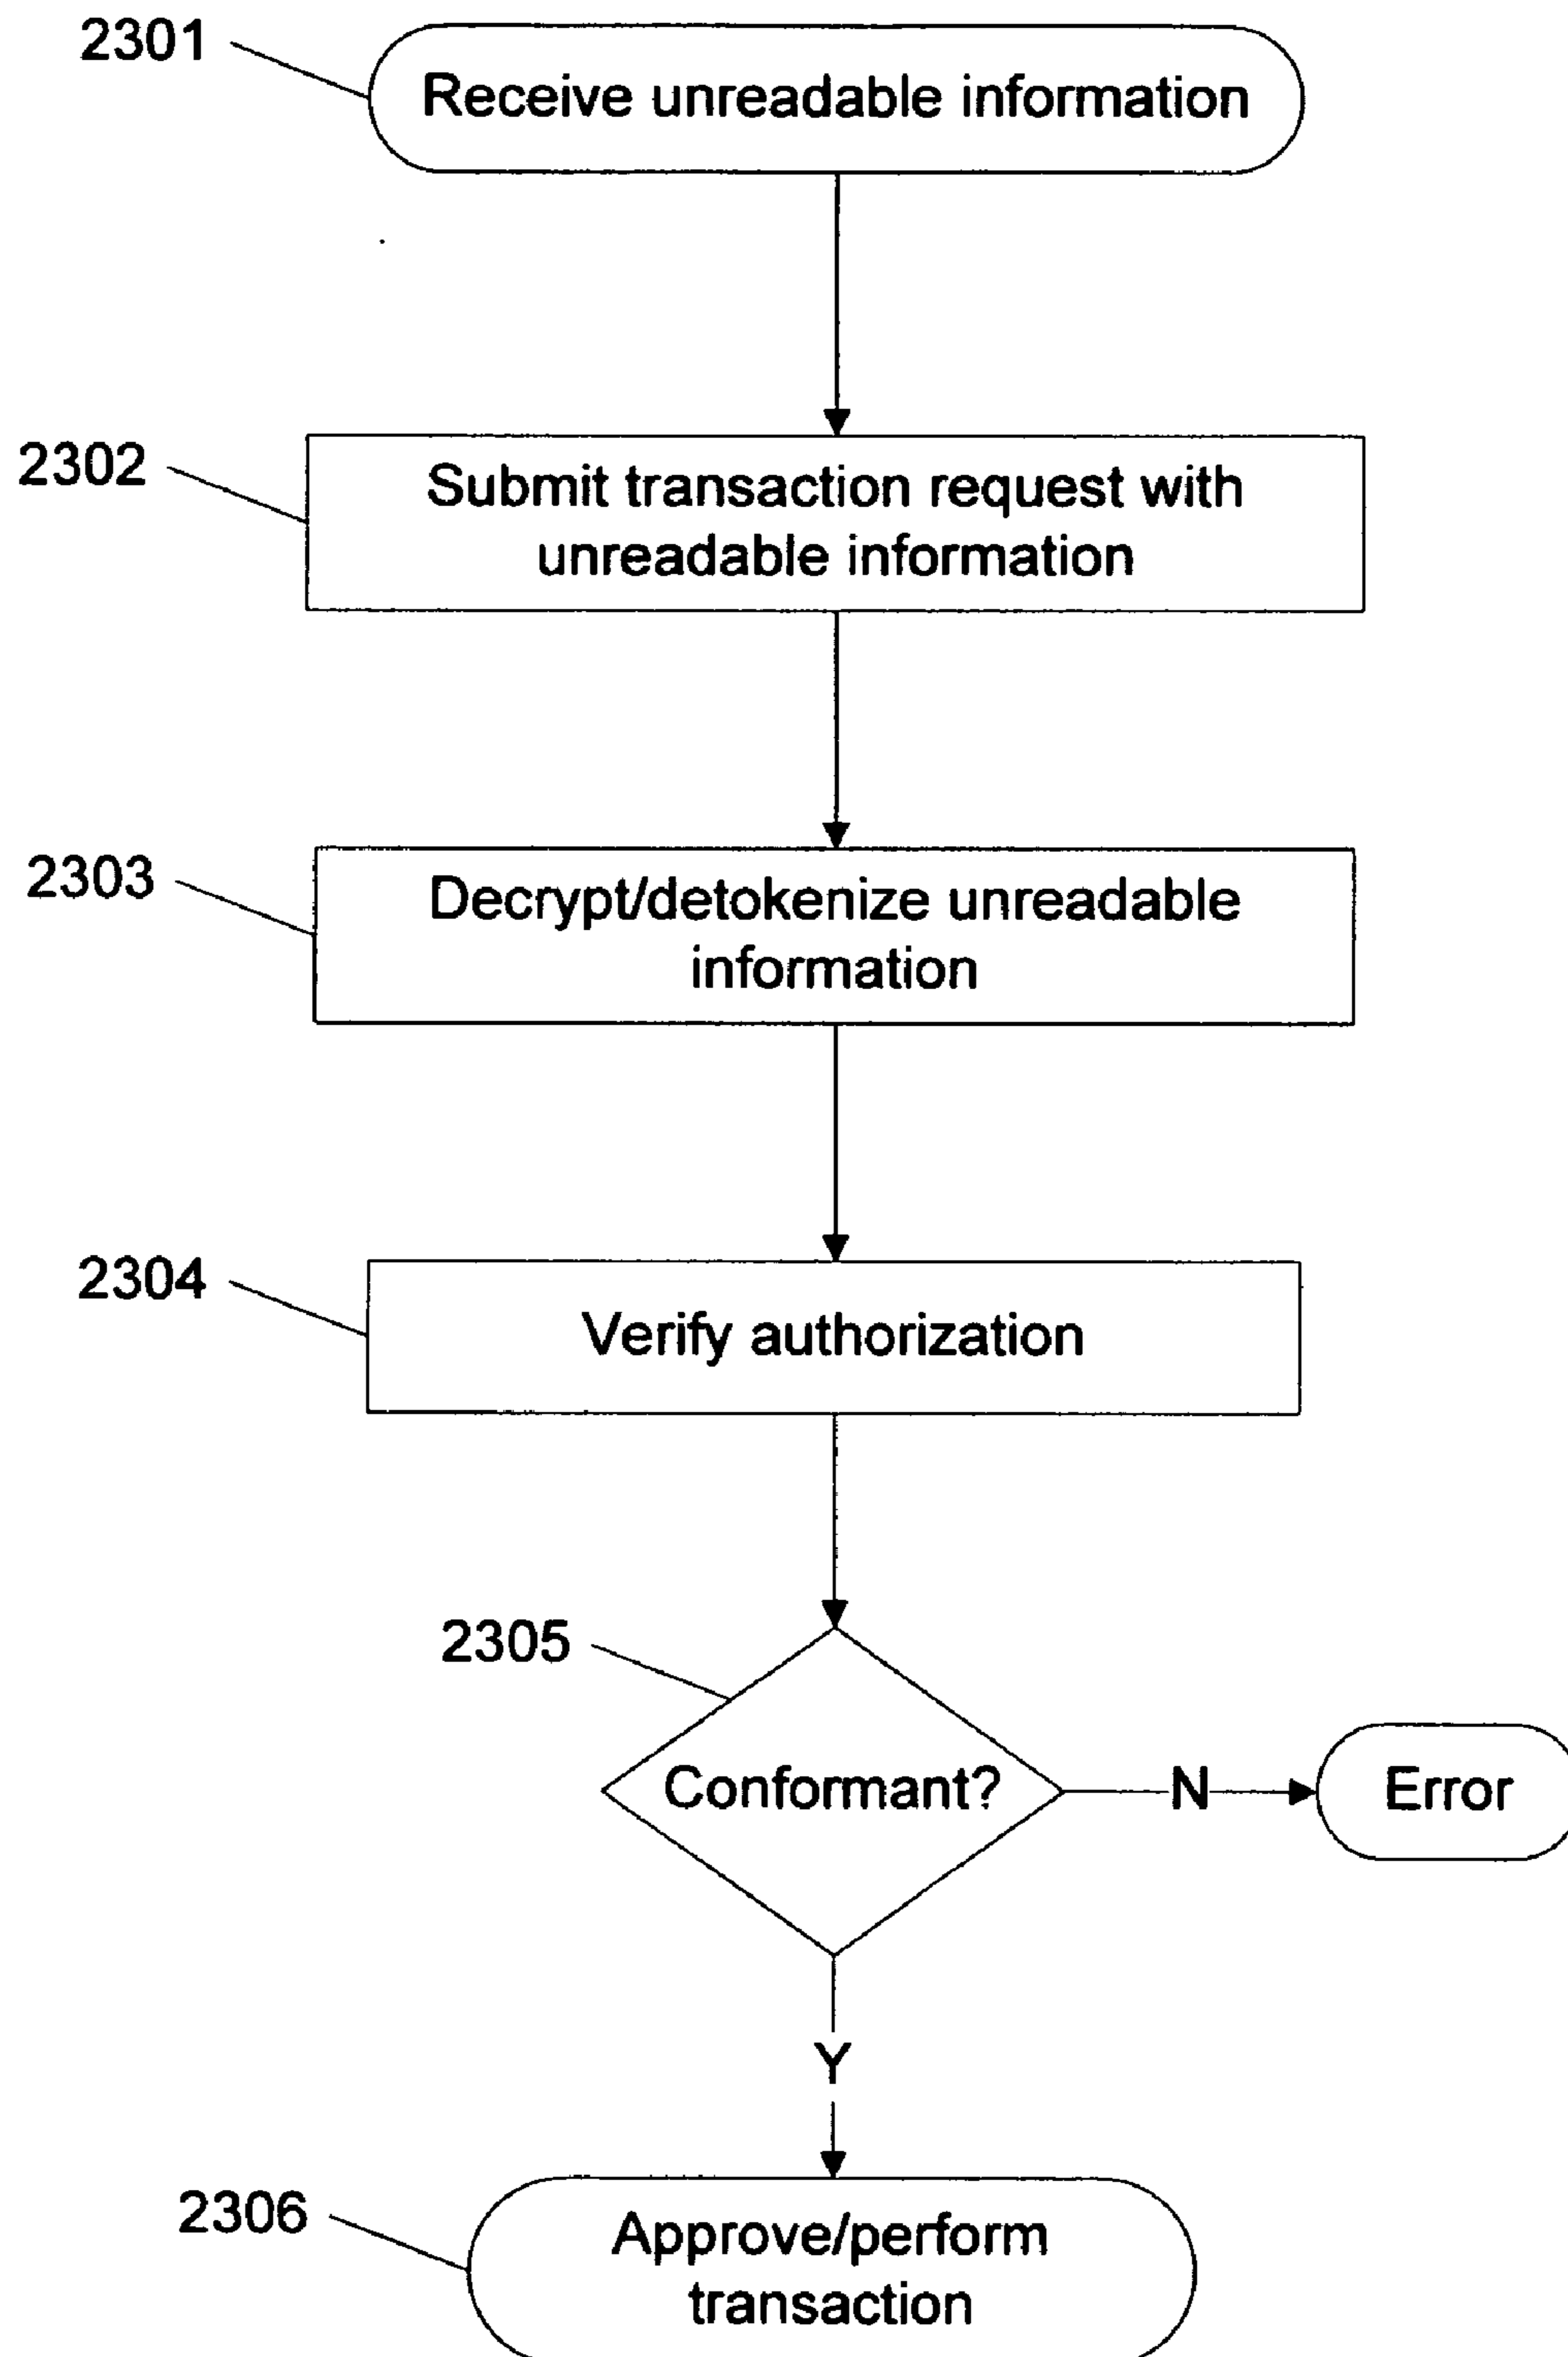 2301
Receive unreadable information
2302
Submit transaction request with
unreadable information
2303
Decrypt/detokenize unreadable
information
2304
Verify authorization
2305
Conformant?
N
Error
Y
2306
Approve/perform
transaction